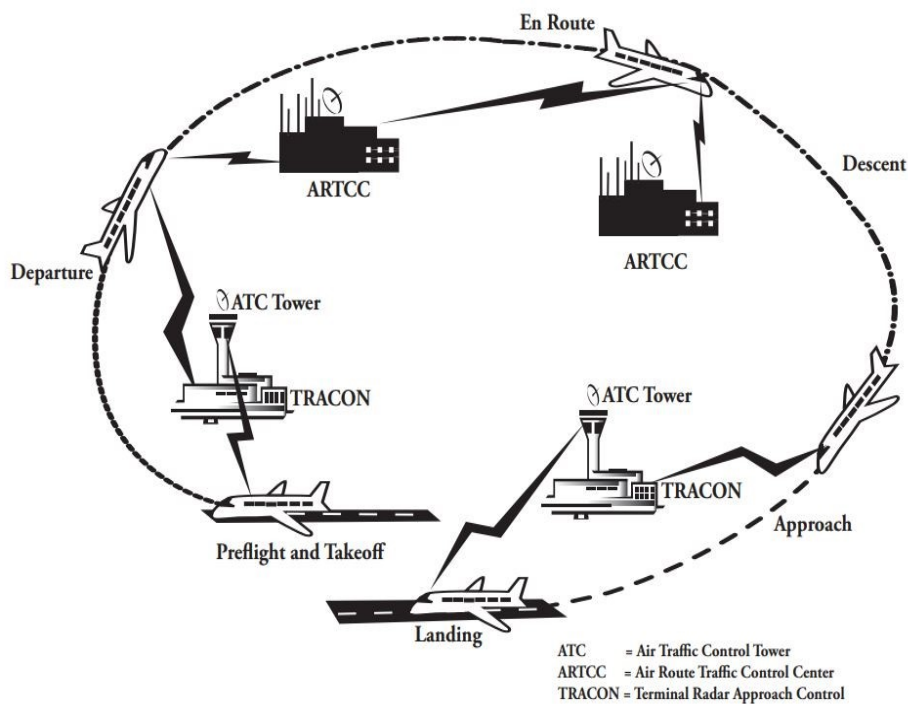 En Route
ARTCC
Descent
ARTCC
Departure
ATC Tower
TRACON
ATC Tower
TRACON
Approach
Preflight and Takeoff
Landing
ATC = Air Traffic Control Tower
ARTCC = Air Route Traffic Control Center
TRACON = Terminal Radar Approach Control